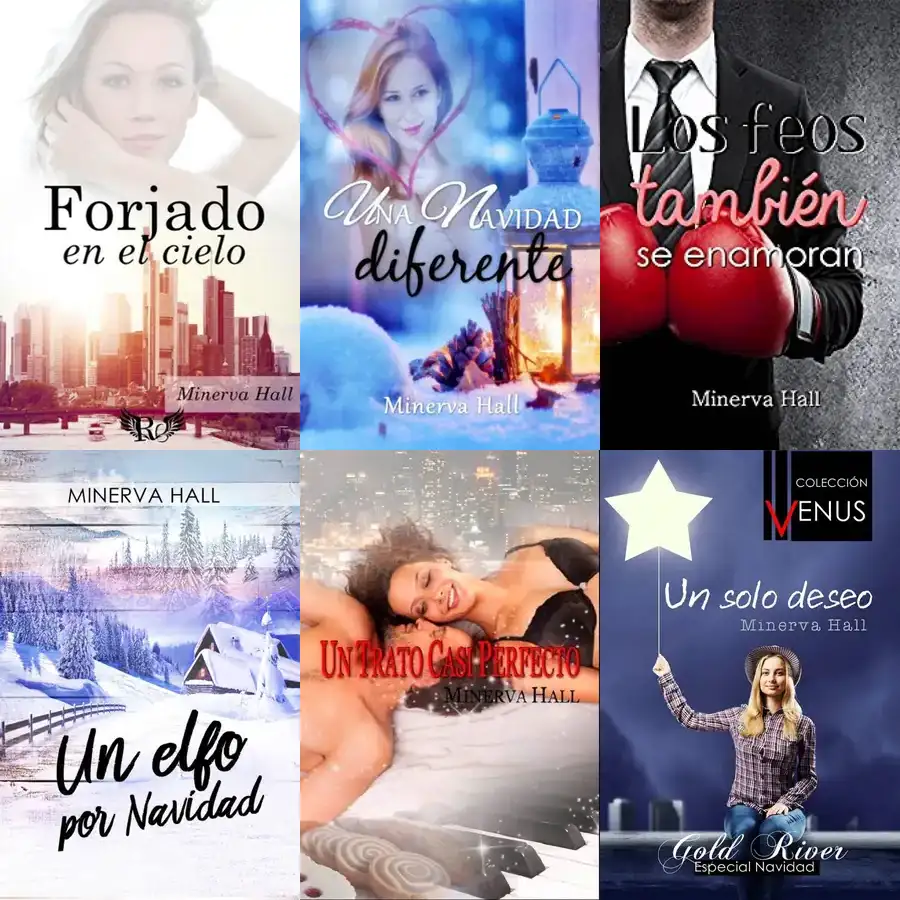 Forjado
en el cielo
Minerva Hall
Una Navidad
diferente
Minerva Hall
Los feos
también
se enamoran
Minerva Hall
MINERVA HALL
Un elfo
por Navidad
Un Trato Casi Perfecto
Minerva Hall
COLECCIÓN
VENUS
Un solo deseo
Minerva Hall
Gold River
Especial Navidad